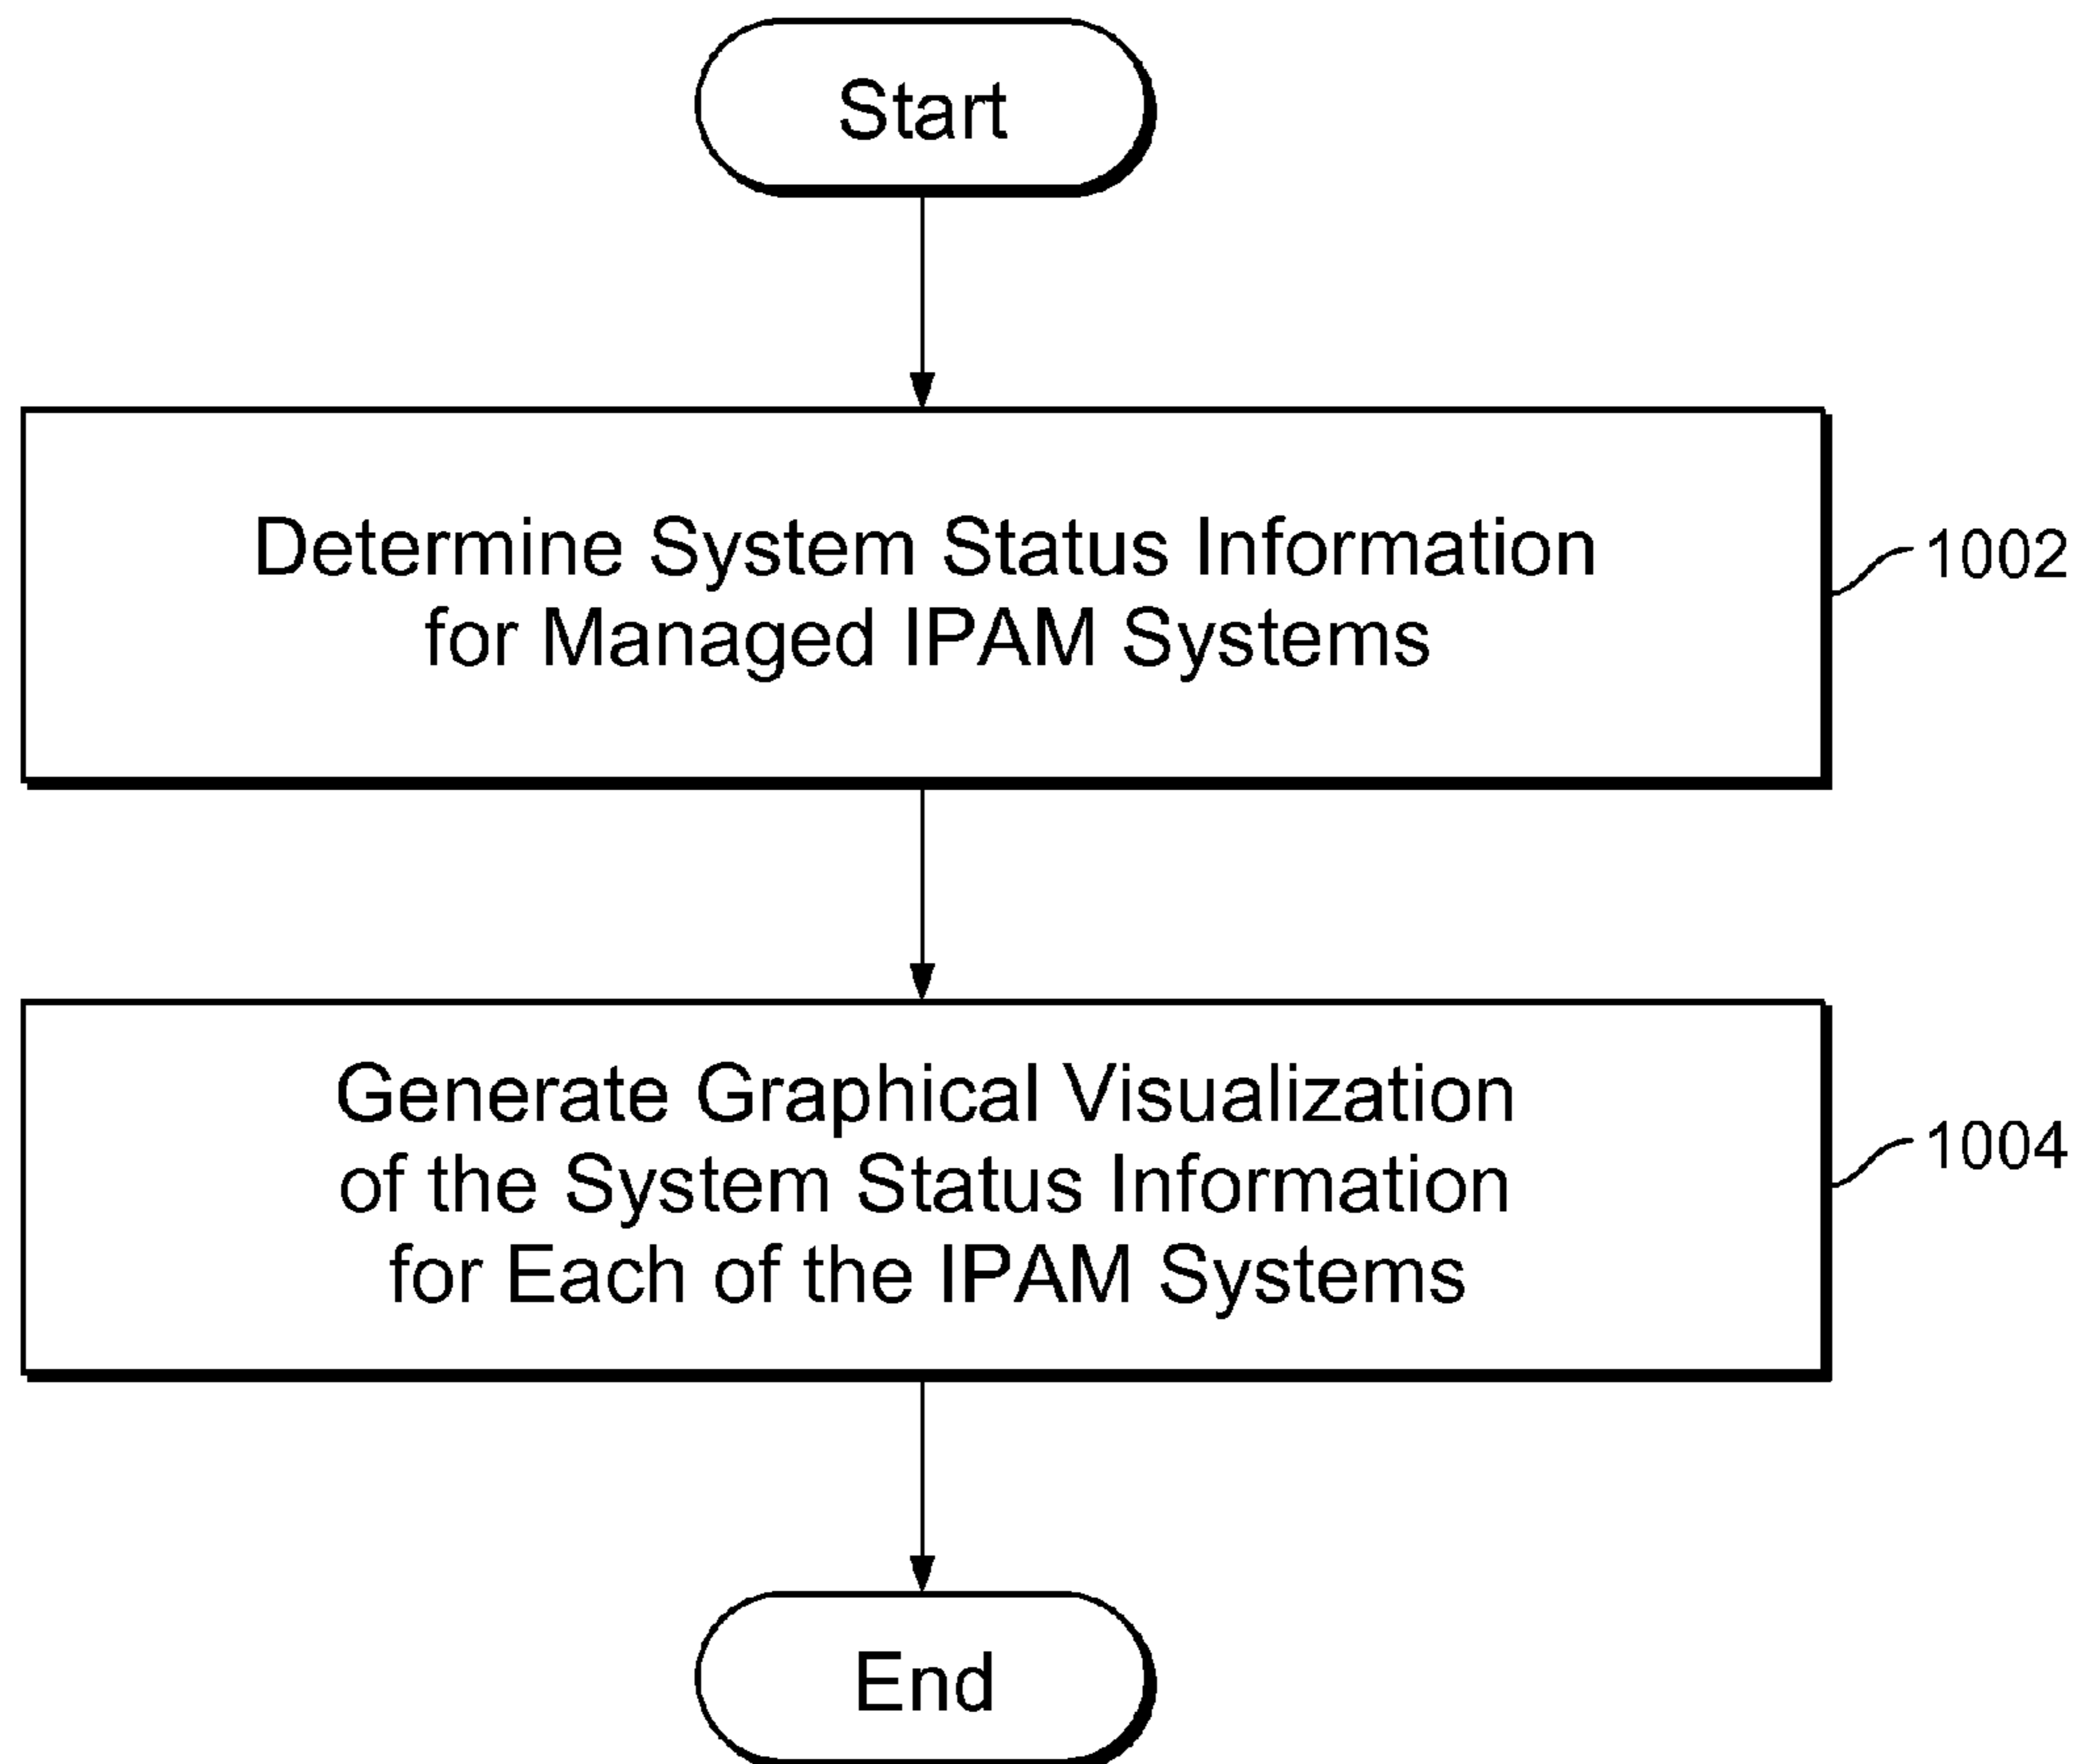 Start
Determine System Status Information
for Managed IPAM Systems
1002
Generate Graphical Visualization
of the System Status Information
for Each of the IPAM Systems
1004
End